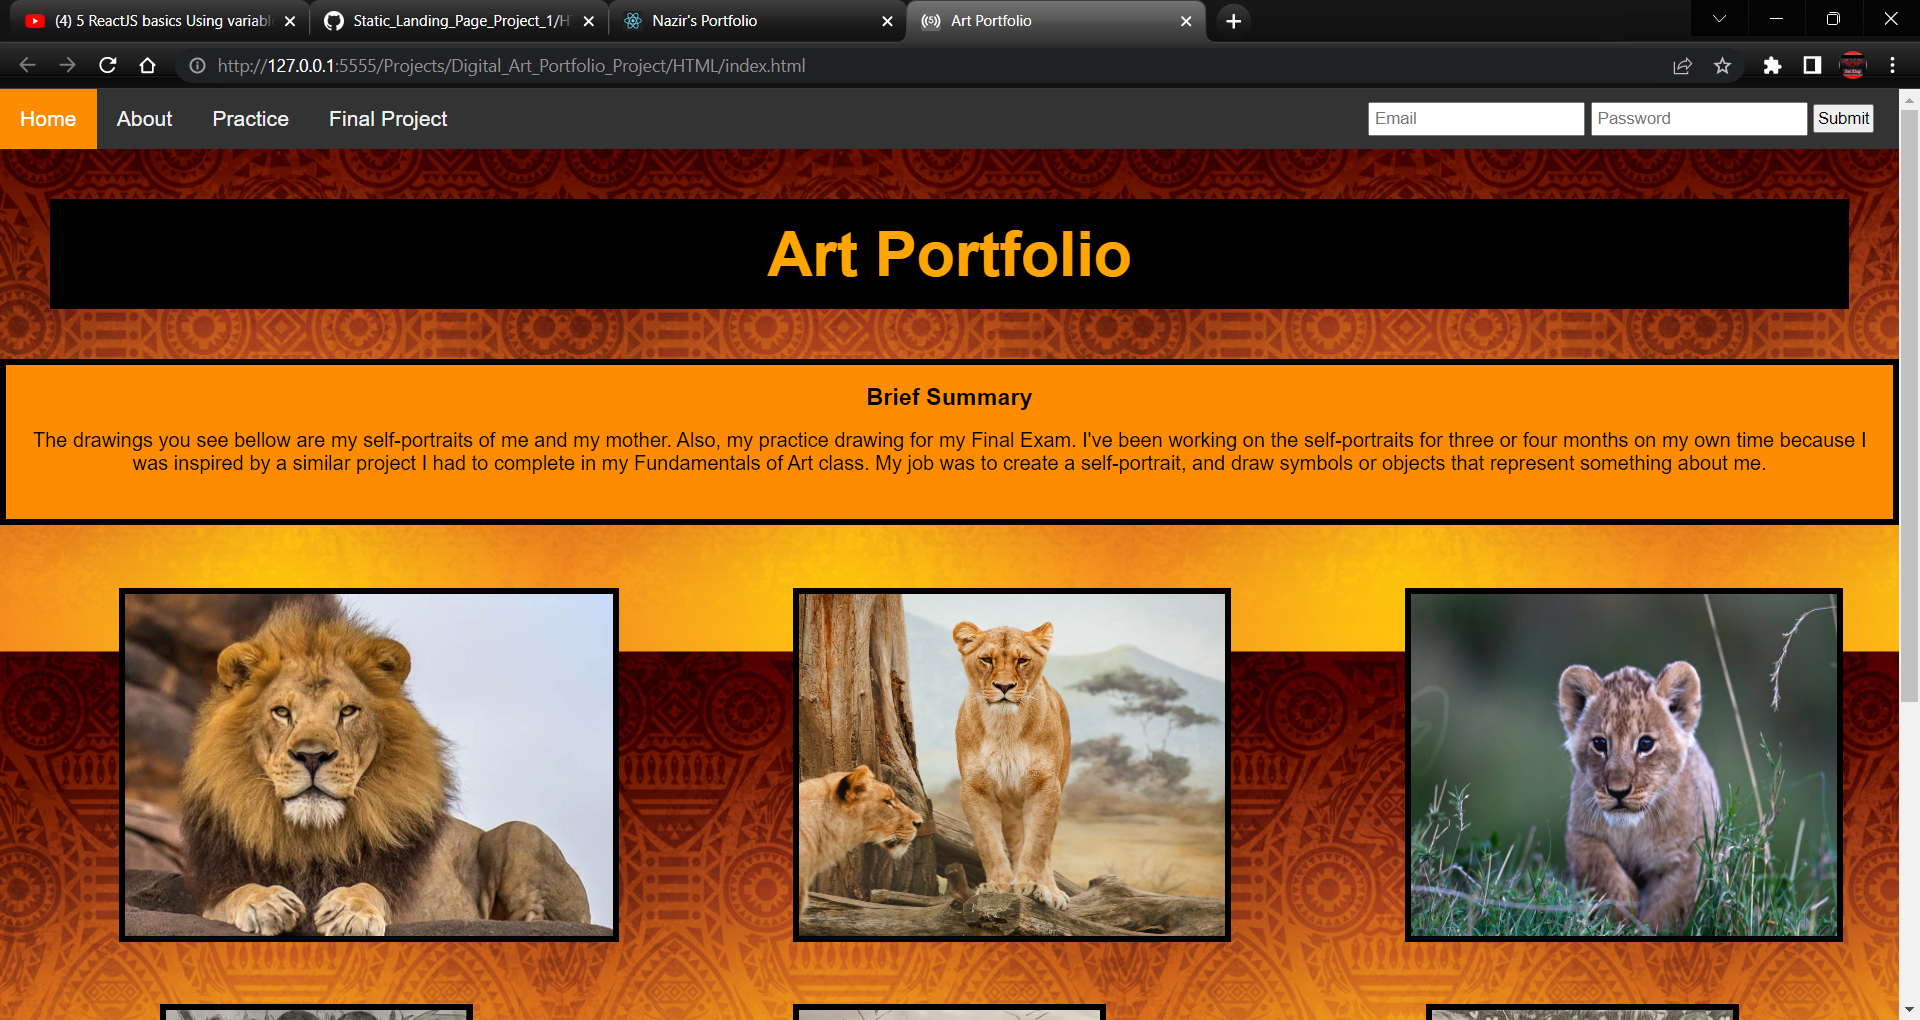 (4) 5 ReactJS basics Using variabl
Static_Landing_Page_Project_1/H
Nazir's Portfolio
Art Portfolio
http://127.0.0.1:5555/Projects/Digital_Art_Portfolio_Project/HTML/index.html
Home About Practice Final Project
Email Password Submit
Art Portfolio
Brief Summary
The drawings you see bellow are my self-portraits of me and my mother. Also, my practice drawing for my Final Exam. I've been working on the self-portraits for three or four months on my own time because I
was inspired by a similar project I had to complete in my Fundamentals of Art class. My job was to create a self-portrait, and draw symbols or objects that represent something about me.